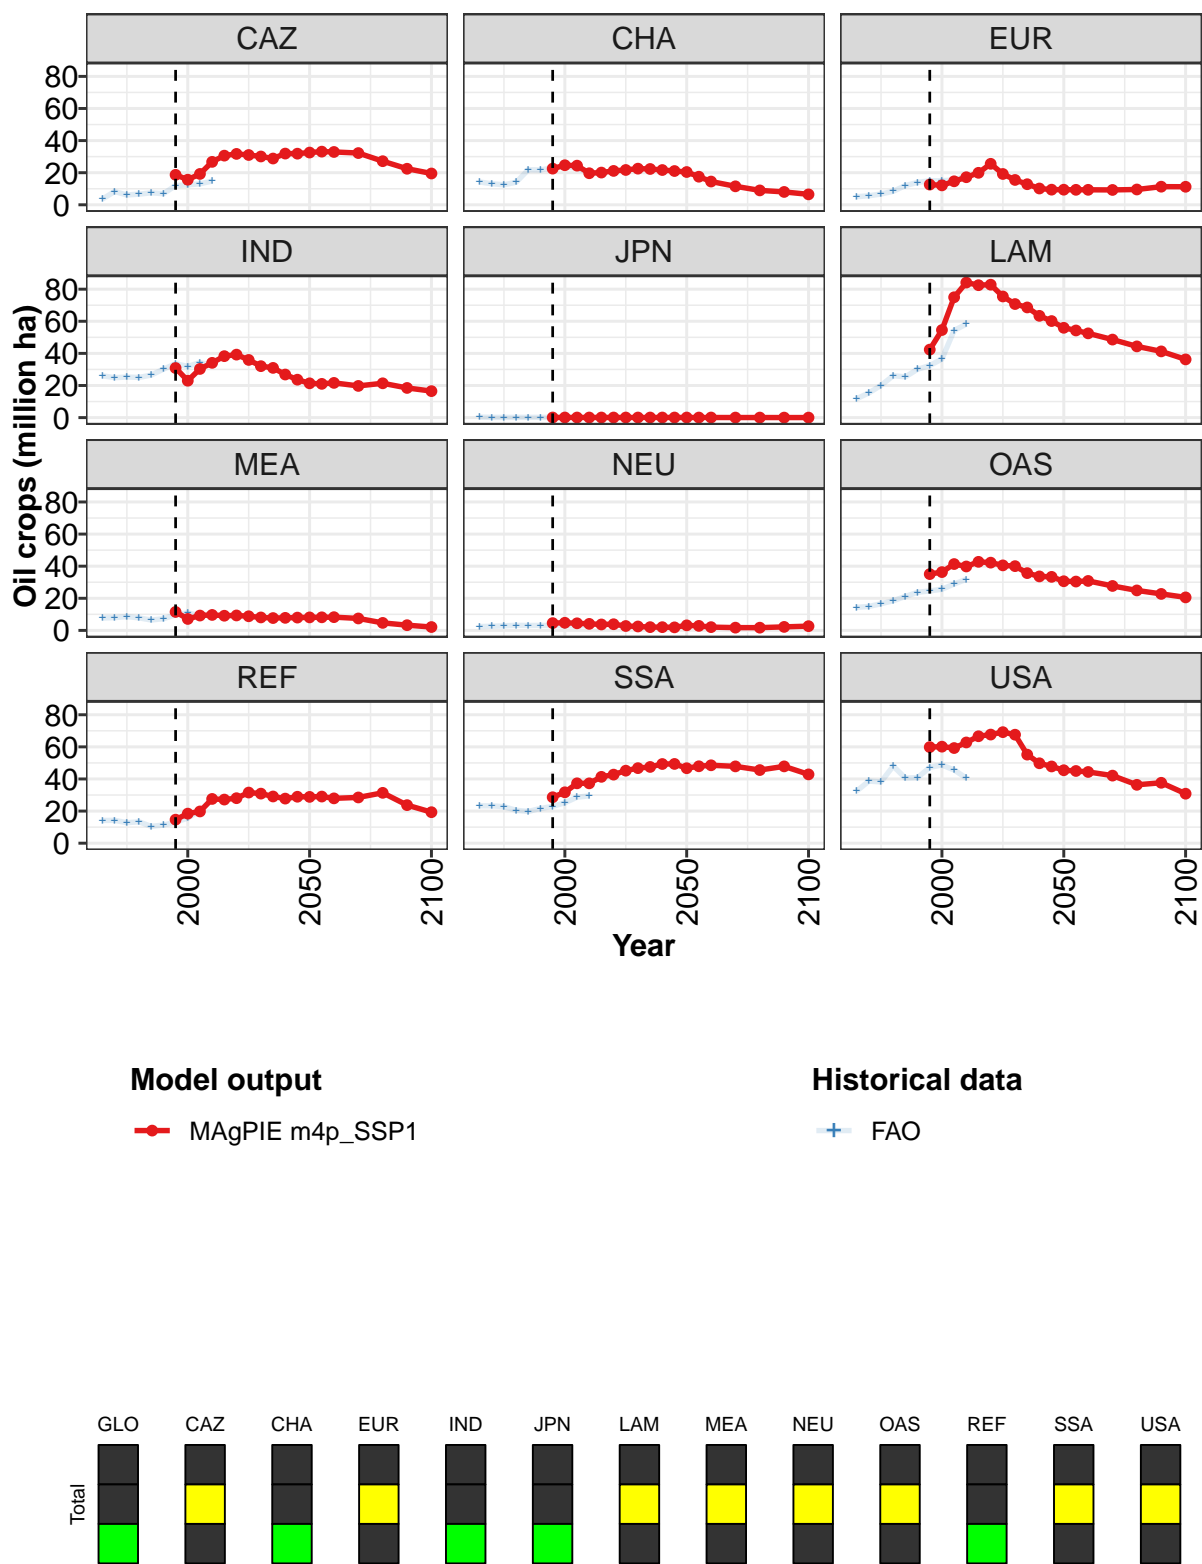 CAZ CHA EUR
80
60
40
20
0
IND JPN LAM
80
60
40
20
0
MEA NEU OAS
80
60
40
20
0
REF SSA USA
80
60
40
20
0
Oil crops (million ha)
2000 2050 2100 2000 2050 2100 2000 2050 2100
Year
Model output Historical data
MAgPIE m4p_SSP1 FAO
GLO CAZ CHA EUR IND JPN LAM MEA NEU OAS REF SSA USA
Total